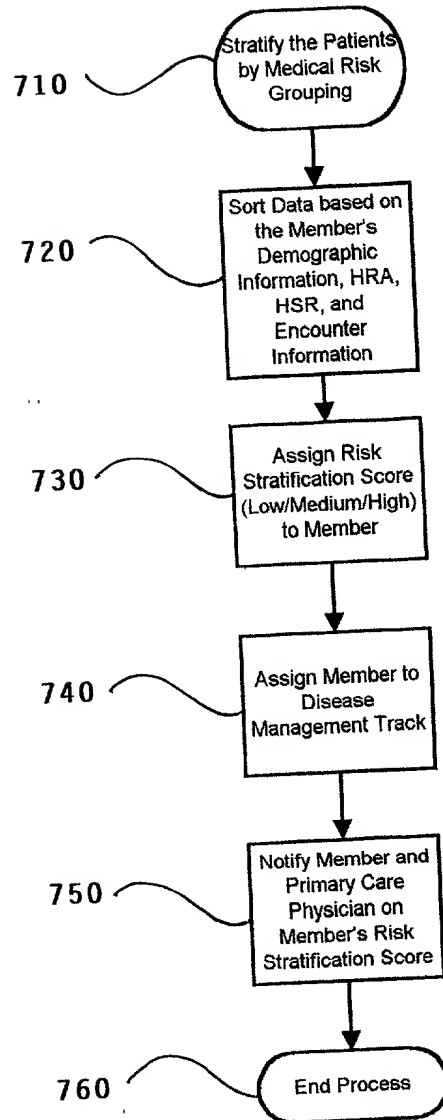 710
Stratify the Patients
by Medical Risk
Grouping
720
Sort Data based on
the Member's
Demographic
Information, HRA,
HSR, and
Encounter
Information
730
Assign Risk
Stratification Score
(Low/Medium/High)
to Member
740
Assign Member to
Disease
Management Track
750
Notify Member and
Primary Care
Physician on
Member's Risk
Stratification Score
760
End Process